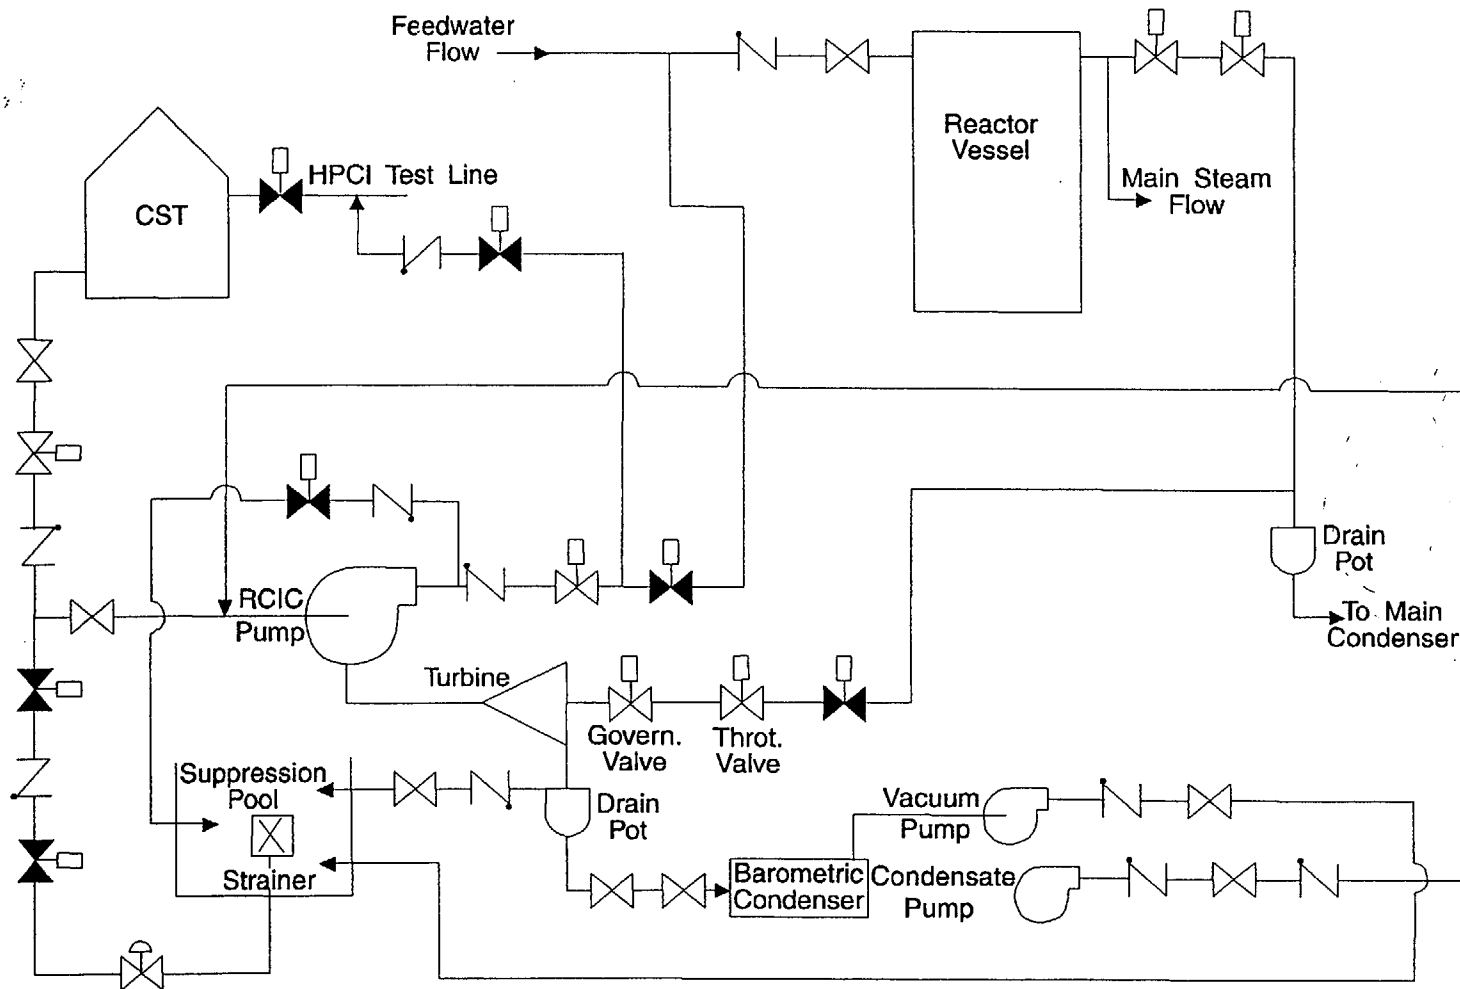 Feedwater
Flow
Reactor
Vessel
HPCI Test Line
Main Steam
Flow
CST
Drain
Pot
RCIC
Pump
To Main
Condenser
Turbine
Govern.
Valve
Throt.
Valve
Suppression
Pool
Drain
Pot
Vacuum
Pump
Strainer
Barometric
Condenser
Condensate
Pump